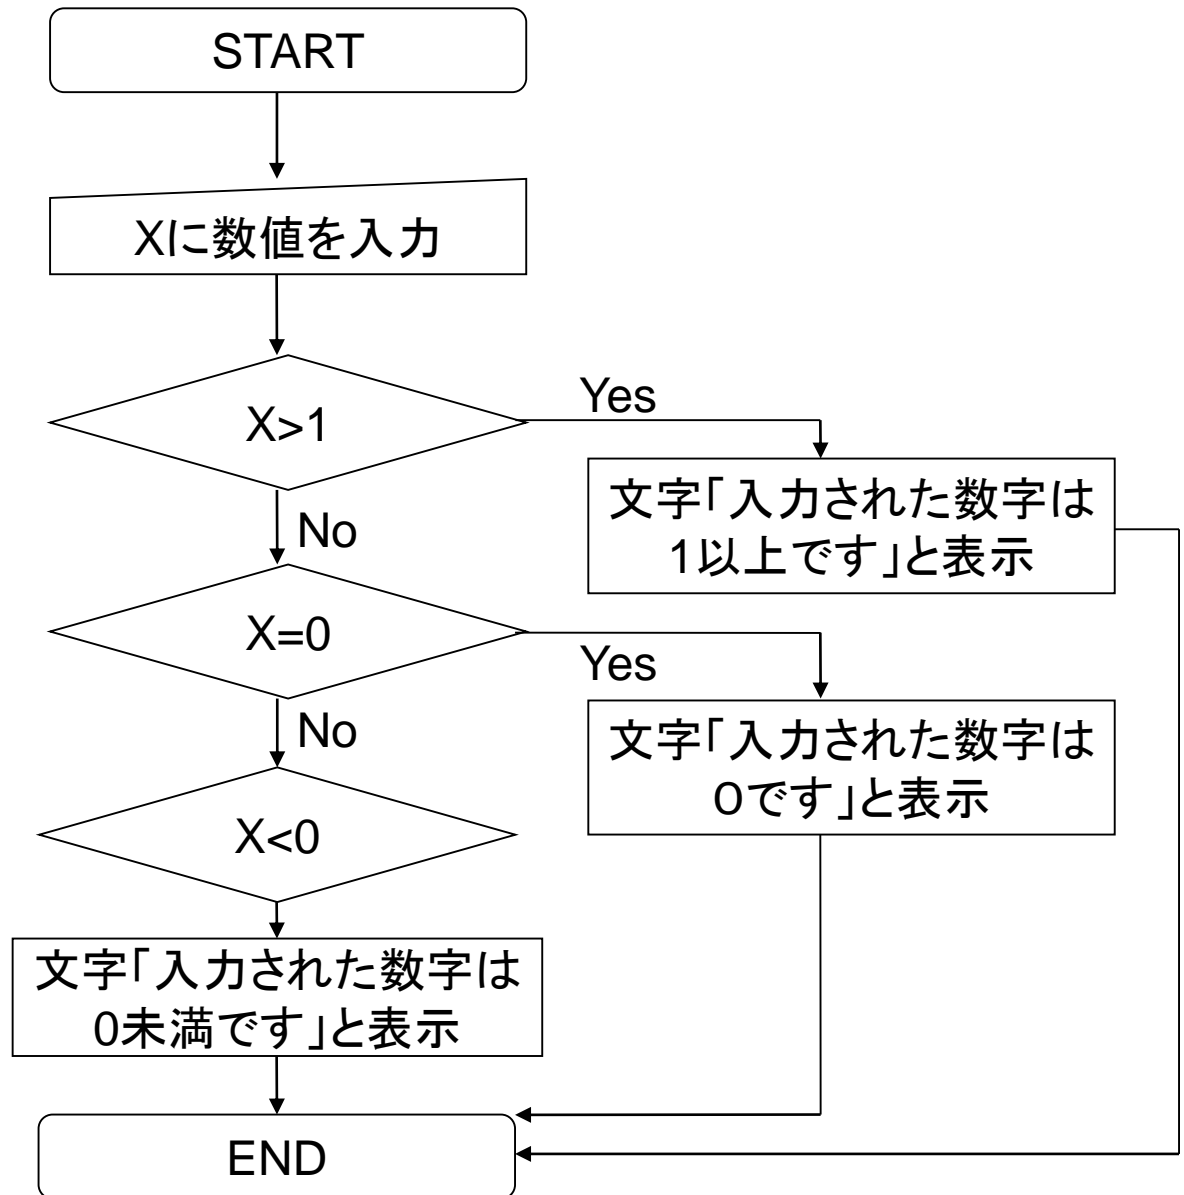 START
Xに数値を入力
X>1
Yes
文字「入力された数字は
1以上です」と表示
No
X=0
Yes
文字「入力された数字は
0です」と表示
No
X<0
文字「入力された数字は
0未満です」と表示
END